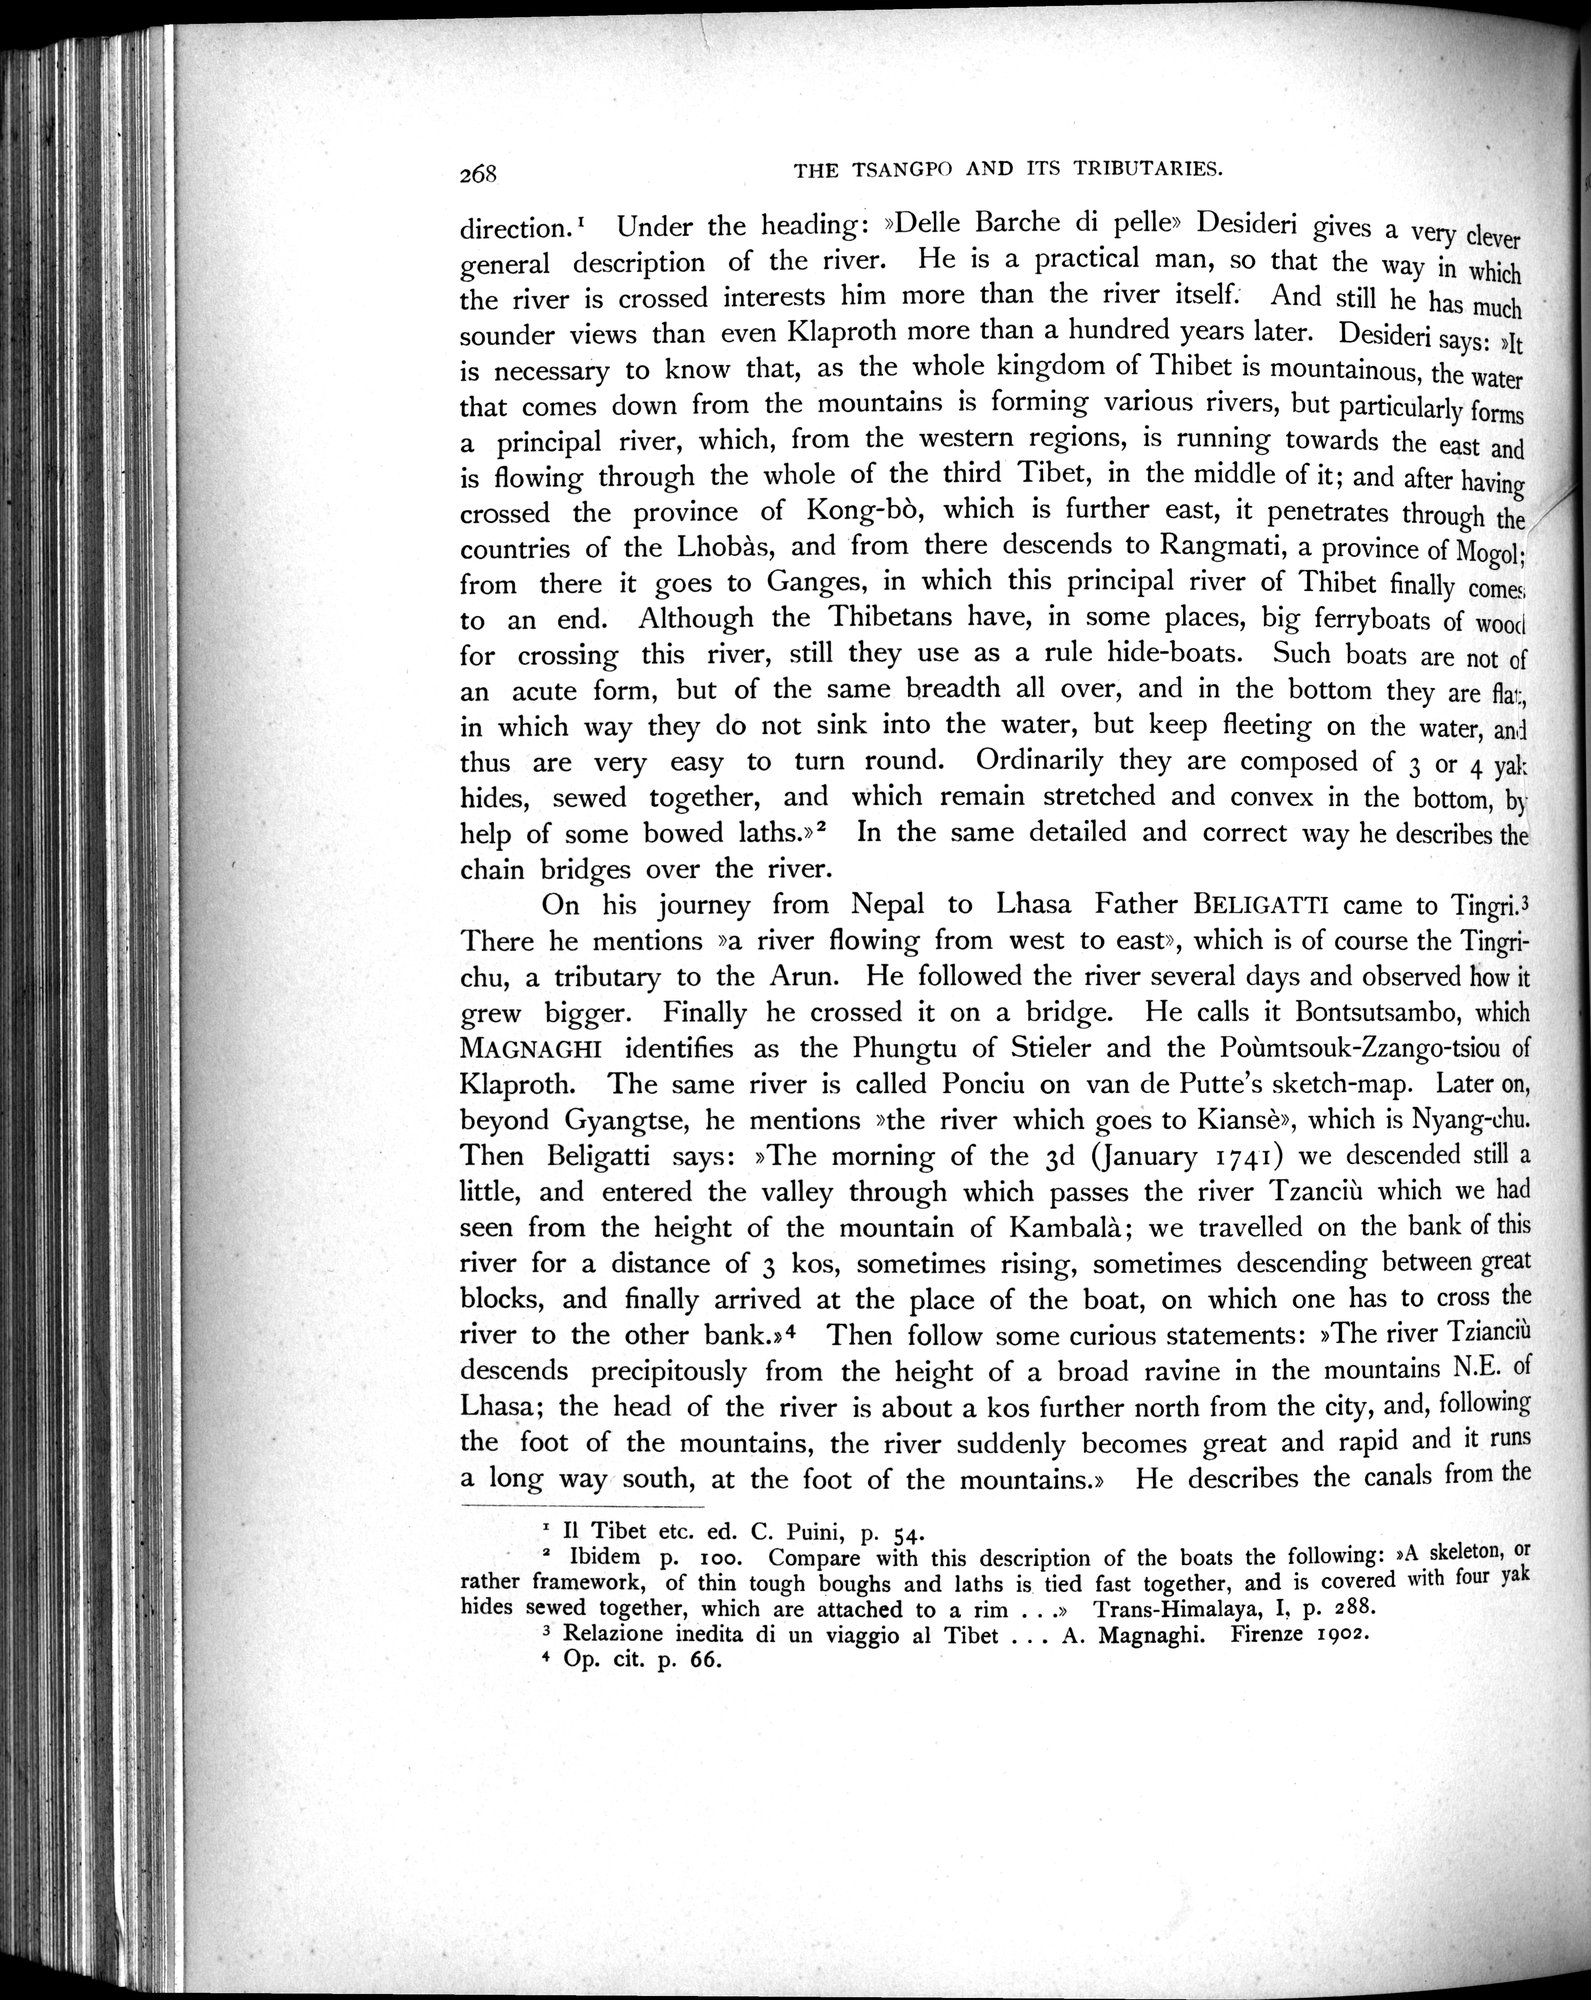 268 THE TSANGPO AND ITS TRIBUTARIES.
direction.¹ Under the heading: »Delle Barche di pelle» Desideri gives a very clever
general description of the river. He is a practical man, so that the way in which
the river is crossed interests him more than the river itself. And still he has much
sounder views than even Klaproth more than a hundred years later. Desideri says: »It
is necessary to know that, as the whole kingdom of Thibet is mountainous, the water
that comes down from the mountains is forming various rivers, but particularly forms
a principal river, which, from the western regions, is running towards the east and
is flowing through the whole of the third Tibet, in the middle of it; and after having
crossed the province of Kong-bò, which is further east, it penetrates through the
countries of the Lhobàs, and from there descends to Rangmati, a province of Mogol;
from there it goes to Ganges, in which this principal river of Thibet finally comes
to an end. Although the Thibetans have, in some places, big ferryboats of wood
for crossing this river, still they use as a rule hide-boats. Such boats are not of
an acute form, but of the same breadth all over, and in the bottom they are flat,
in which way they do not sink into the water, but keep fleeting on the water, and
thus are very easy to turn round. Ordinarily they are composed of 3 or 4 yak
hides, sewed together, and which remain stretched and convex in the bottom, by
help of some bowed laths.»² In the same detailed and correct way he describes the
chain bridges over the river.
On his journey from Nepal to Lhasa Father BELIGATTI came to Tingri.³
There he mentions »a river flowing from west to east», which is of course the Tingri-
chu, a tributary to the Arun. He followed the river several days and observed how it
grew bigger. Finally he crossed it on a bridge. He calls it Bontsutsambo, which
MAGNAGHI identifies as the Phungtu of Stieler and the Poùmtsouk-Zzango-tsiou of
Klaproth. The same river is called Ponciu on van de Putte's sketch-map. Later on,
beyond Gyangtse, he mentions »the river which goes to Kiansè», which is Nyang-chu.
Then Beligatti says: »The morning of the 3d (January 1741) we descended still a
little, and entered the valley through which passes the river Tzanciù which we had
seen from the height of the mountain of Kambalà; we travelled on the bank of this
river for a distance of 3 kos, sometimes rising, sometimes descending between great
blocks, and finally arrived at the place of the boat, on which one has to cross the
river to the other bank.»⁴ Then follow some curious statements: »The river Tzianciù
descends precipitously from the height of a broad ravine in the mountains N.E. of
Lhasa; the head of the river is about a kos further north from the city, and, following
the foot of the mountains, the river suddenly becomes great and rapid and it runs
a long way south, at the foot of the mountains.» He describes the canals from the
¹ Il Tibet etc. ed. C. Puini, p. 54.
² Ibidem p. 100. Compare with this description of the boats the following: »A skeleton, or
rather framework, of thin tough boughs and laths is tied fast together, and is covered with four yak
hides sewed together, which are attached to a rim . . .» Trans-Himalaya, I, p. 288.
³ Relazione inedita di un viaggio al Tibet . . . A. Magnaghi. Firenze 1902.
⁴ Op. cit. p. 66.